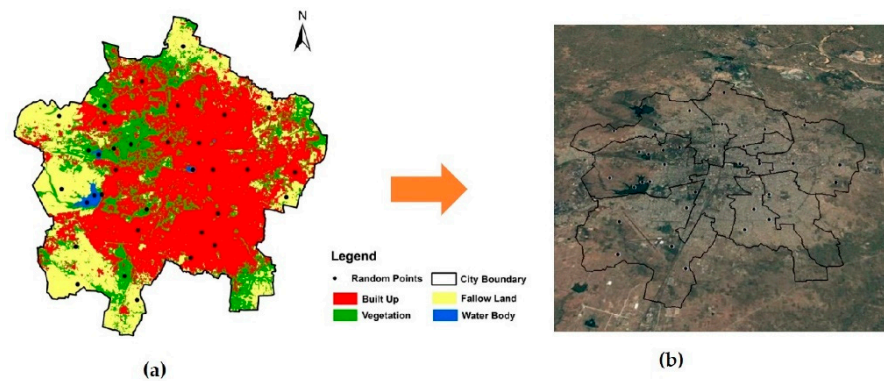 N
Legend
Random Points
City Boundary
Built Up
Fallow Land
Vegetation
Water Body
(a)
(b)